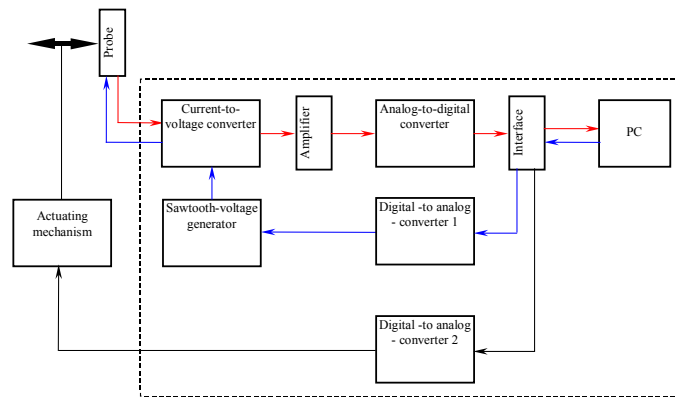 Probe
Current-to-
voltage converter
Amplifier
Analog-to-digital
converter
Interface
PC
Actuating
mechanism
Sawtooth-voltage
generator
Digital -to analog
- converter 1
Digital -to analog
- converter 2